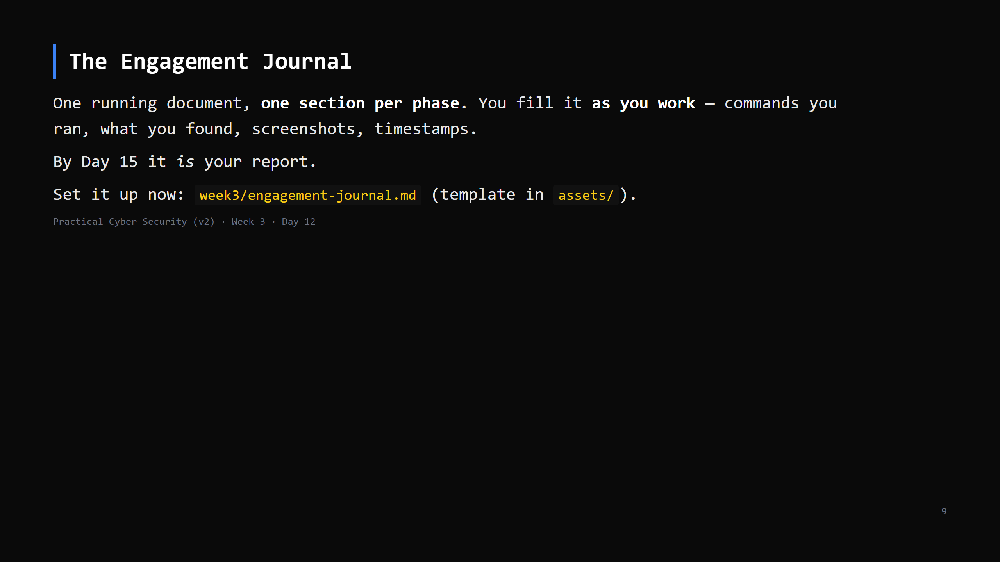 The Engagement Journal
One running document, one section per phase. You fill it as you work — commands you
ran, what you found, screenshots, timestamps.
By Day 15 it is your report.
Set it up now: week3/engagement-journal.md (template in assets/).
Practical Cyber Security (v2) · Week 3 · Day 12
9